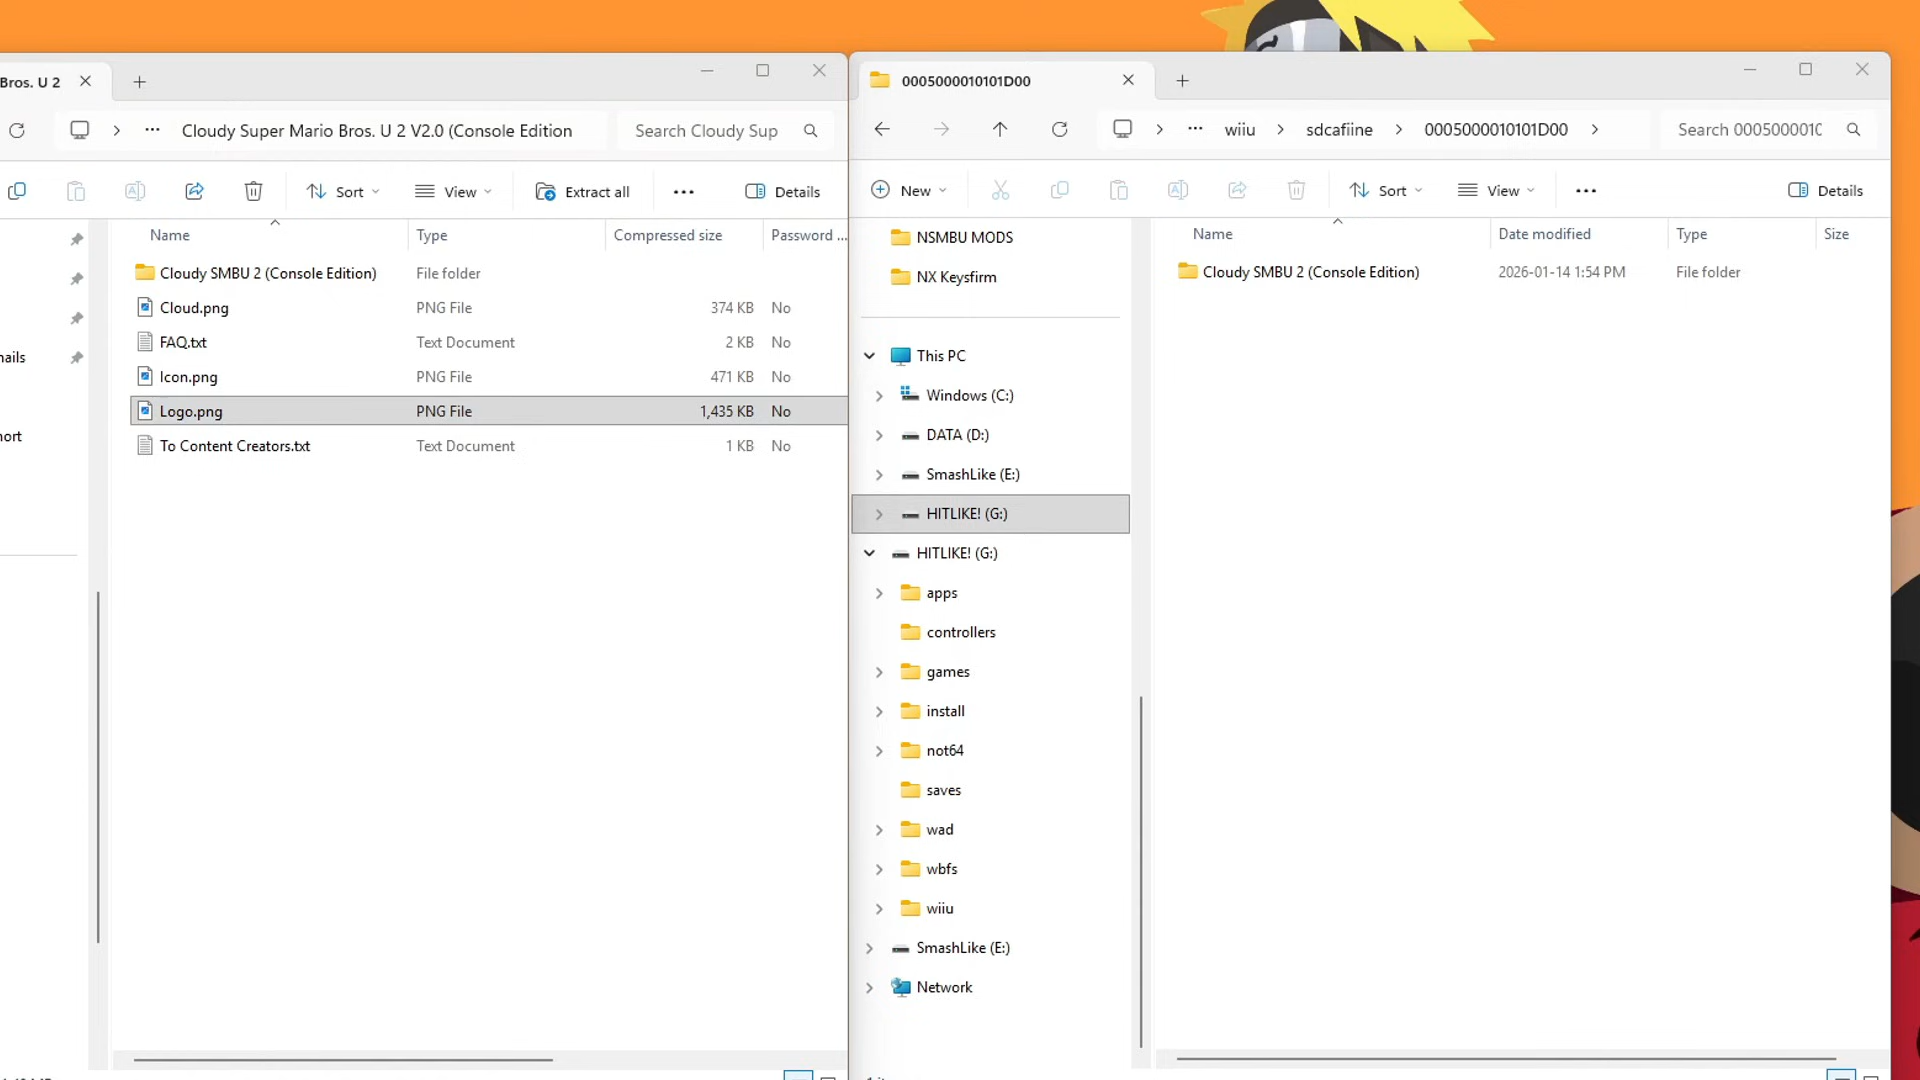 Bros. U 2
Cloudy Super Mario Bros. U 2 V2.0 (Console Edition
Search Cloudy Sup
Sort
View
Extract all
Details
Name
Type
Compressed size
Password ...
Cloudy SMBU 2 (Console Edition)
File folder
Cloud.png
PNG File
374 KB
No
FAQ.txt
Text Document
2 KB
No
Icon.png
PNG File
471 KB
No
Logo.png
PNG File
1,435 KB
No
To Content Creators.txt
Text Document
1 KB
No
0005000010101D00
wiiu
sdcafiine
0005000010101D00
Search 000500001C
New
Sort
View
Details
NSMBU MODS
NX Keysfirm
This PC
Windows (C:)
DATA (D:)
SmashLike (E:)
HITLIKE! (G:)
HITLIKE! (G:)
apps
controllers
games
install
not64
saves
wad
wbfs
wiiu
SmashLike (E:)
Network
Name
Date modified
Type
Size
Cloudy SMBU 2 (Console Edition)
2026-01-14 1:54 PM
File folder